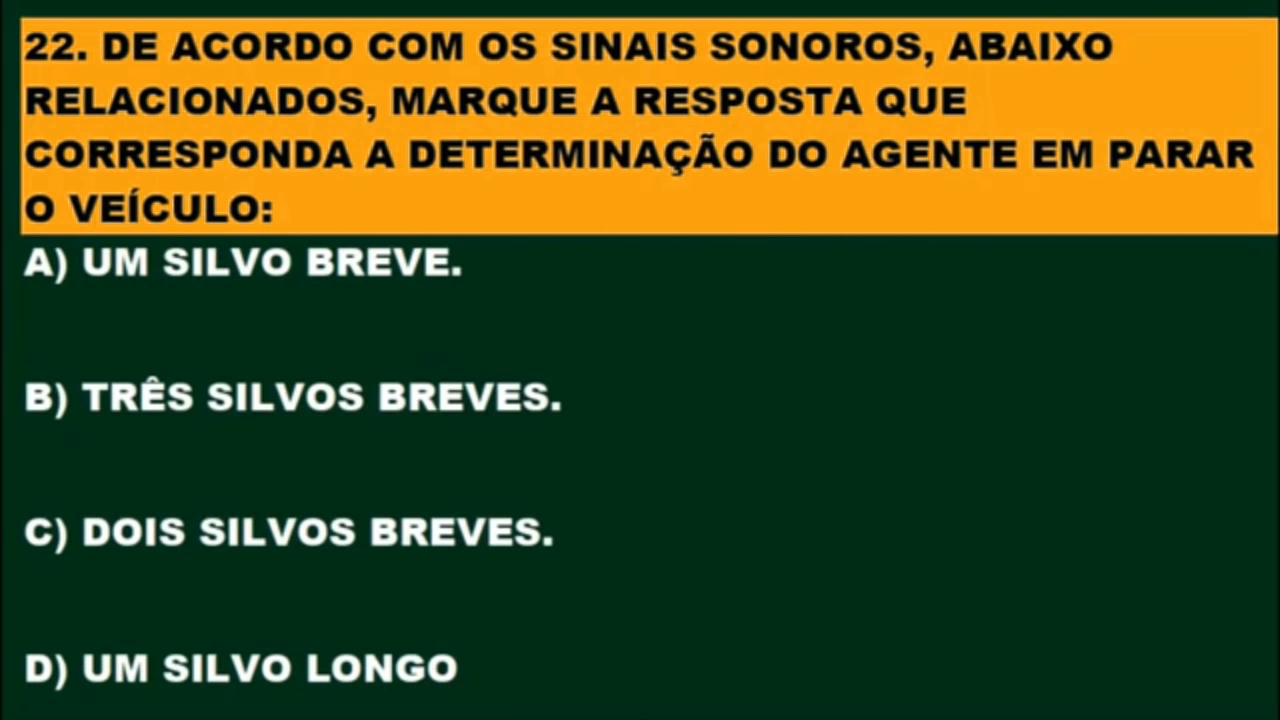 22. DE ACORDO COM OS SINAIS SONOROS, ABAIXO
RELACIONADOS, MARQUE A RESPOSTA QUE
CORRESPONDA A DETERMINAÇÃO DO AGENTE EM PARAR
O VEÍCULO:
A) UM SILVO BREVE.
B) TRÊS SILVOS BREVES.
C) DOIS SILVOS BREVES.
D) UM SILVO LONGO